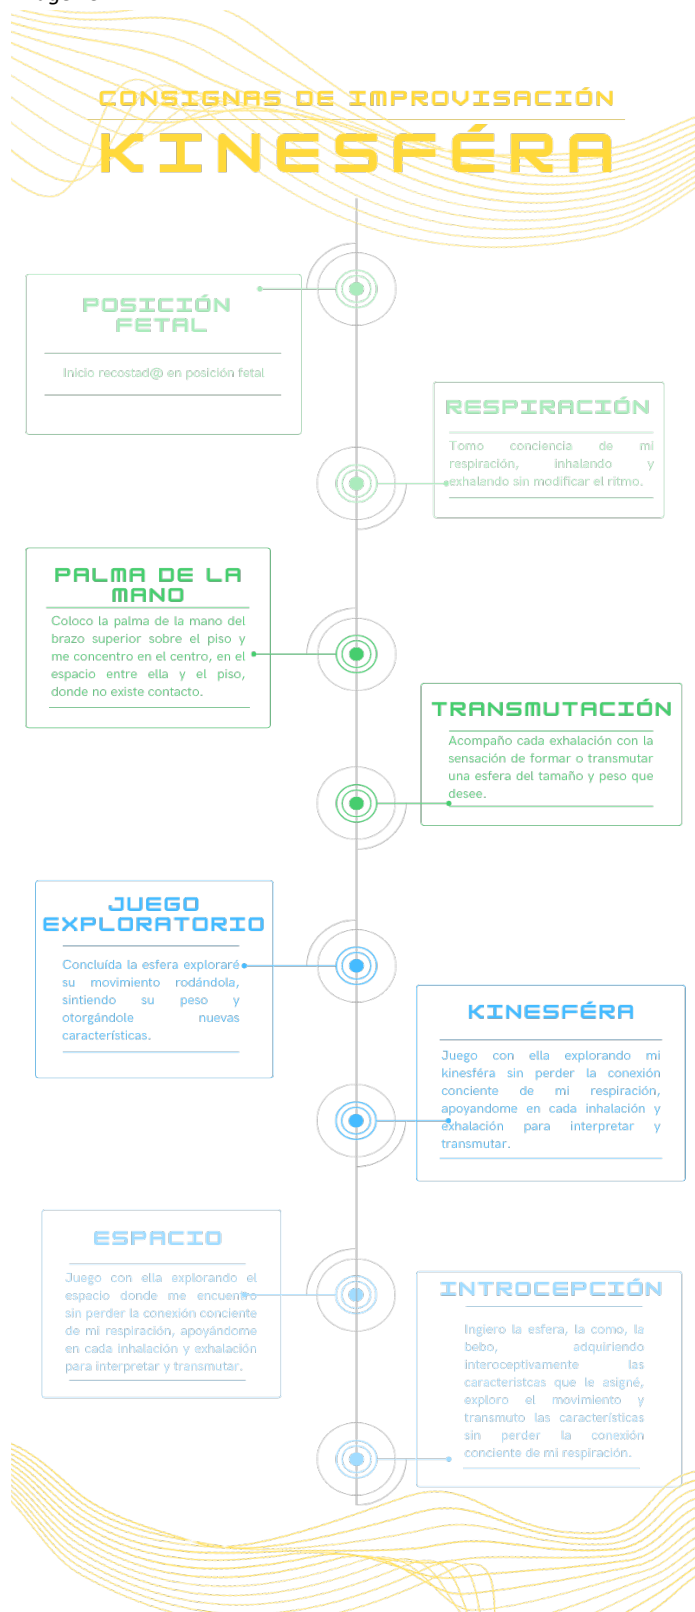 CONSIGNAS DE IMPROVISACIÓN
KINESFÉRA
POSICIÓN
FETAL
Inicio recostad@ en posición fetal
RESPIRACIÓN
Tomo conciencia de mi
respiración, inhalando y
exhalando sin modificar el ritmo.
PALMA DE LA
MANO
Coloco la palma de la mano del
brazo superior sobre el piso y
me concentro en el centro, en el
espacio entre ella y el piso,
donde no existe contacto.
TRANSMUTACIÓN
Acompaño cada exhalación con la
sensación de formar o transmutar
una esfera del tamaño y peso que
desee.
JUEGO
EXPLORATORIO
Concluída la esfera exploraré
su movimiento rodándola,
sintiendo su peso y
otorgándole nuevas
características.
KINESFÉRA
Juego con ella explorando mi
kinesféra sin perder la conexión
conciente de mi respiración,
apoyandome en cada inhalación y
exhalación para interpretar y
transmutar.
ESPACIO
Juego con ella explorando el
espacio donde me encuentro
sin perder la conexión conciente
de mi respiración, apoyándome
en cada inhalación y exhalación
para interpretar y transmutar.
INTROCEPCIÓN
Ingiero la esfera, la como, la
bebo, adquiriendo
interoceptivamente las
caracteristcas que le asigné,
exploro el movimiento y
transmuto las características
sin perder la conexión
conciente de mi respiración.